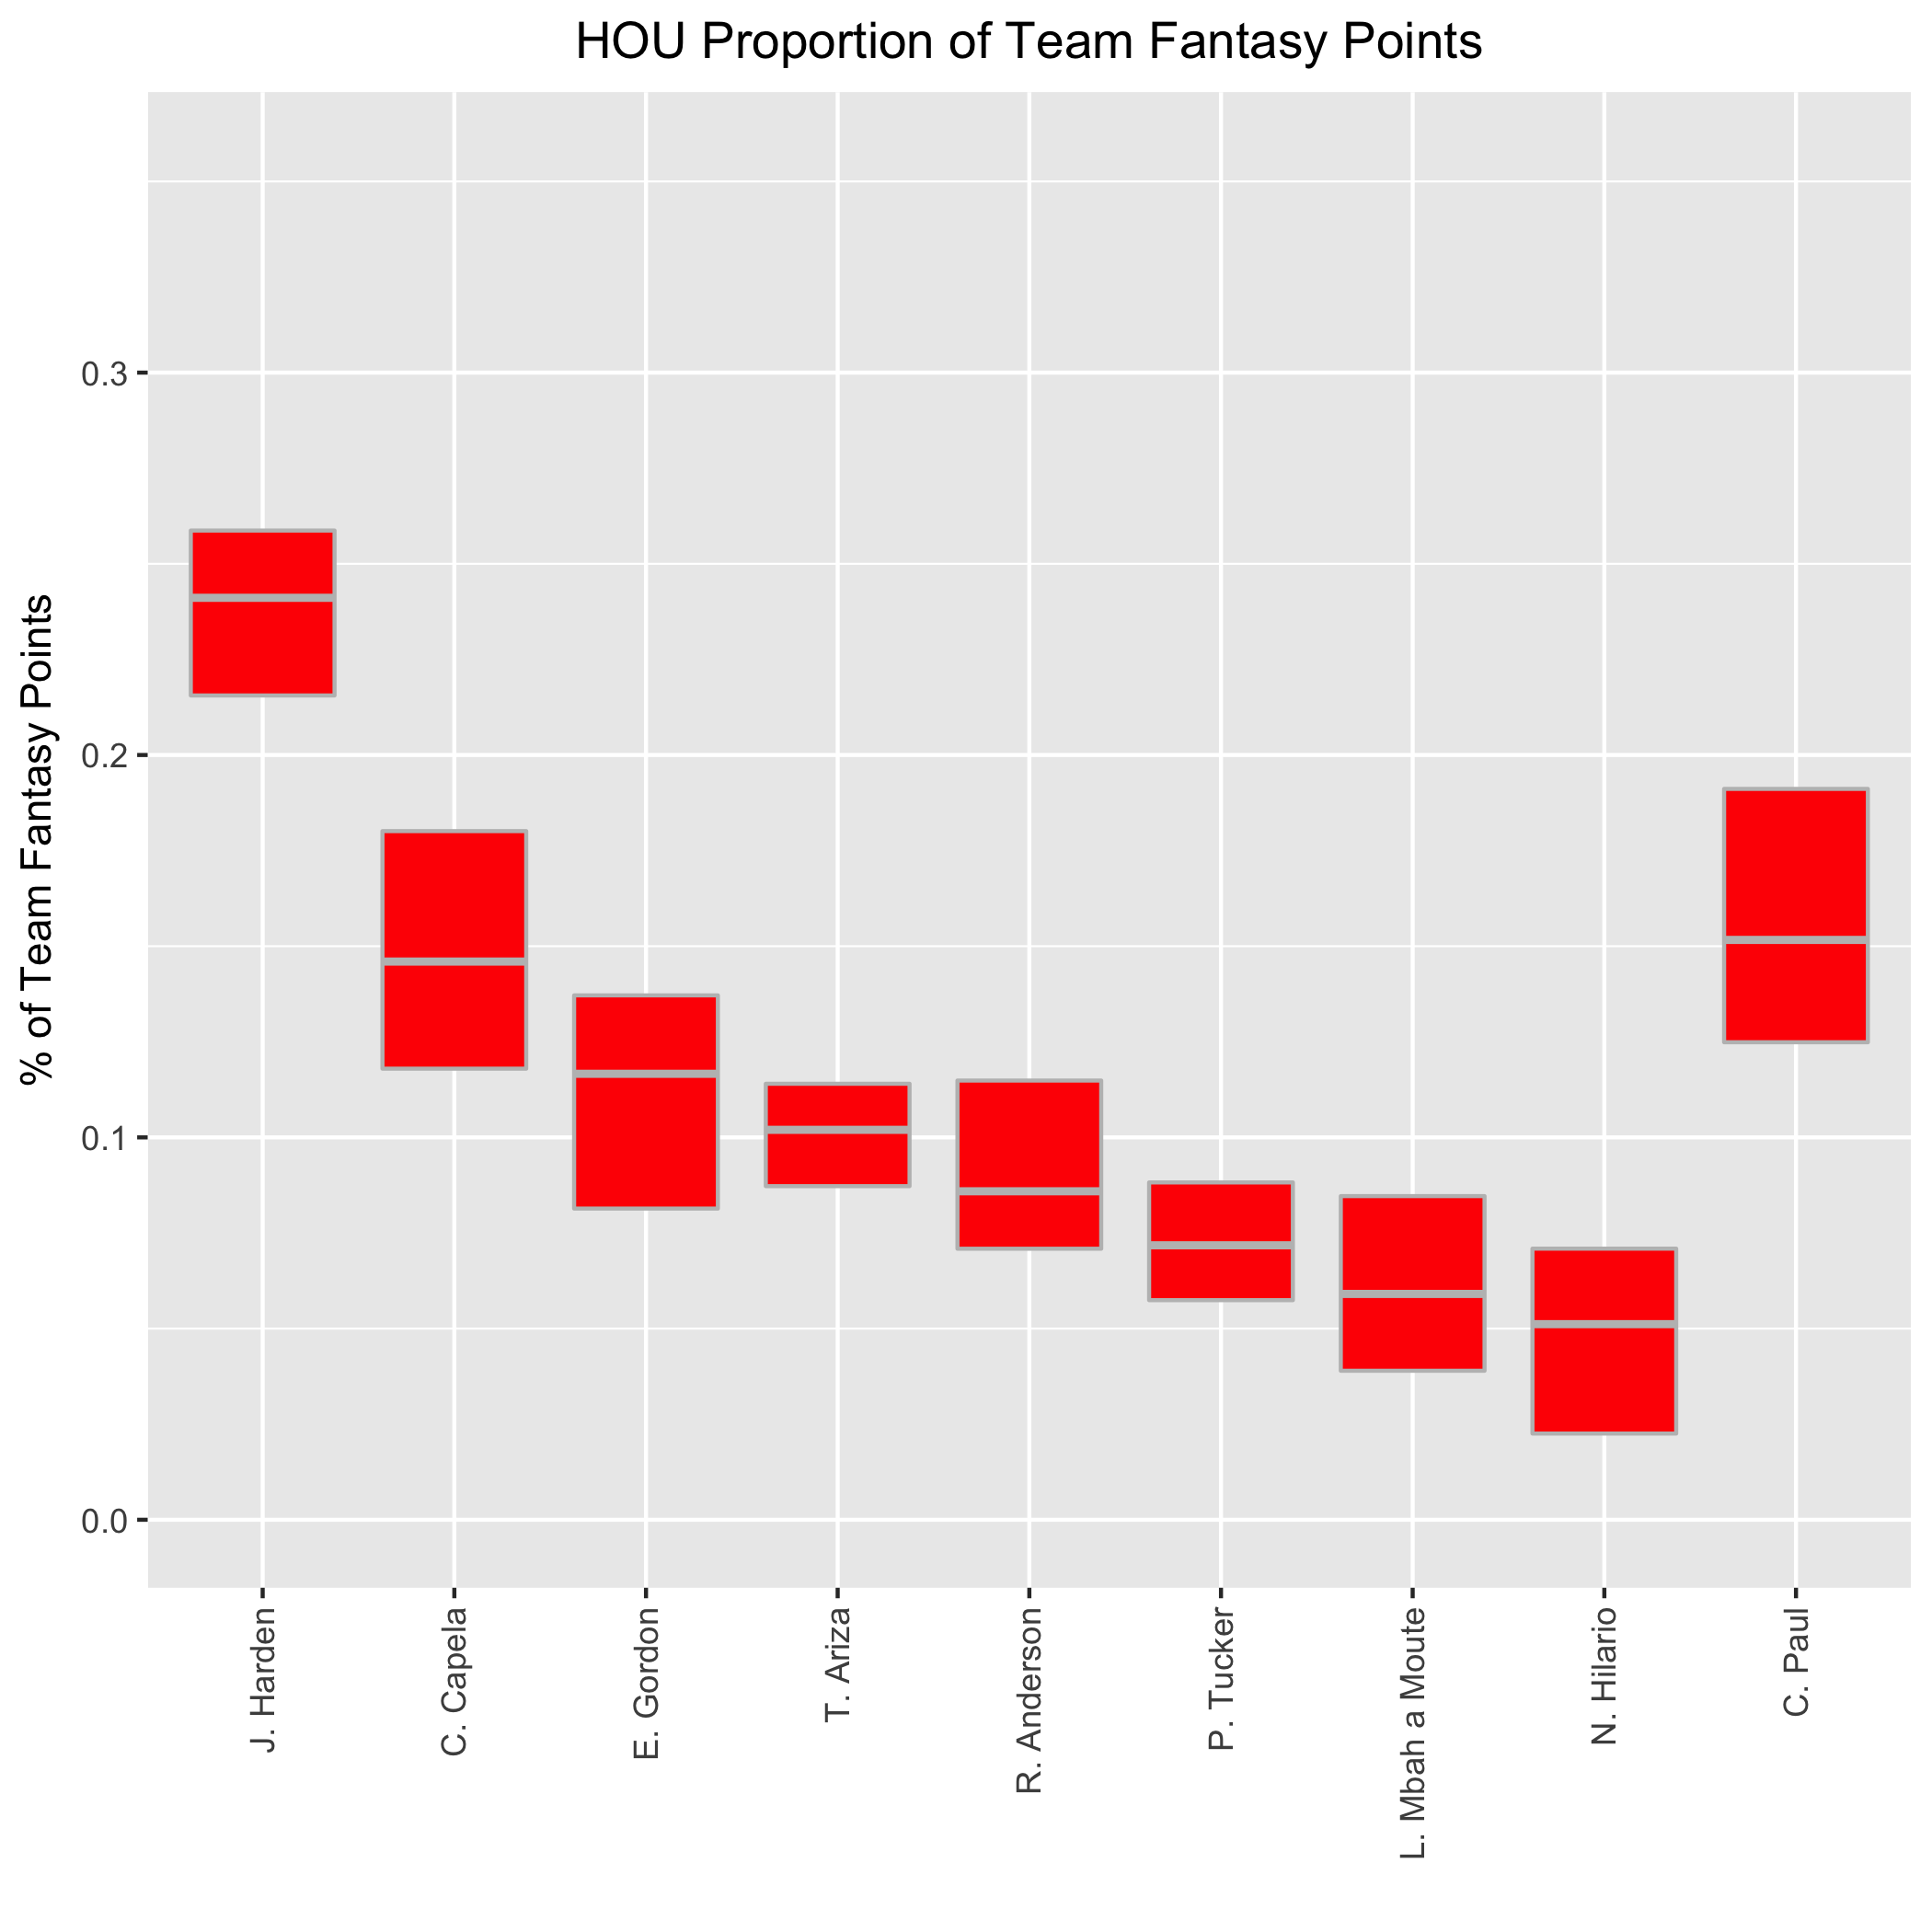 HOU Proportion of Team Fantasy Points
% of Team Fantasy Points
0.3
0.2
0.1
0.0
J. Harden
C. Capela
E. Gordon
T. Ariza
R. Anderson
P. Tucker
L. Mbah a Moute
N. Hilario
C. Paul